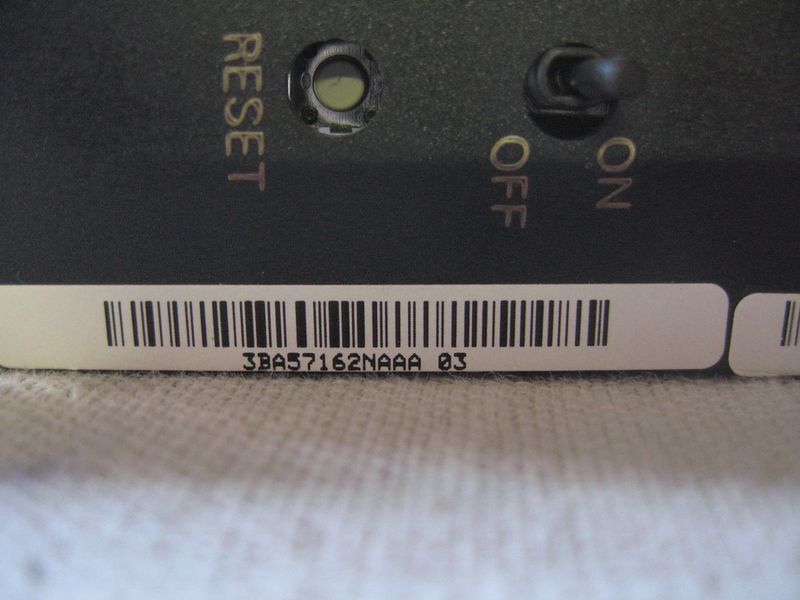 RESET
OFF
ON
3BA57162NAAA 03